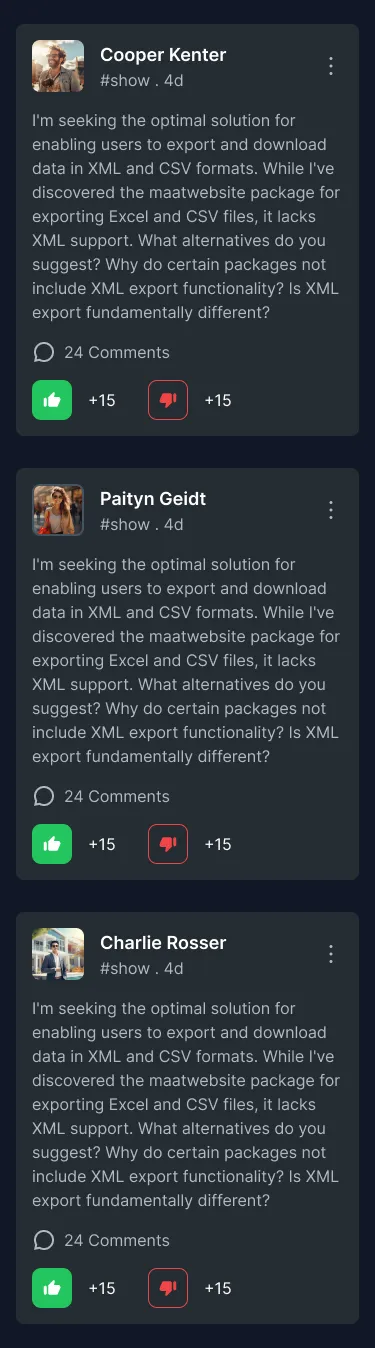 Cooper Kenter
#show . 4d
I'm seeking the optimal solution for
enabling users to export and download
data in XML and CSV formats. While I've
discovered the maatwebsite package for
exporting Excel and CSV files, it lacks
XML support. What alternatives do you
suggest? Why do certain packages not
include XML export functionality? Is XML
export fundamentally different?
24 Comments
+15 +15
Paityn Geidt
#show . 4d
I'm seeking the optimal solution for
enabling users to export and download
data in XML and CSV formats. While I've
discovered the maatwebsite package for
exporting Excel and CSV files, it lacks
XML support. What alternatives do you
suggest? Why do certain packages not
include XML export functionality? Is XML
export fundamentally different?
24 Comments
+15 +15
Charlie Rosser
#show . 4d
I'm seeking the optimal solution for
enabling users to export and download
data in XML and CSV formats. While I've
discovered the maatwebsite package for
exporting Excel and CSV files, it lacks
XML support. What alternatives do you
suggest? Why do certain packages not
include XML export functionality? Is XML
export fundamentally different?
24 Comments
+15 +15